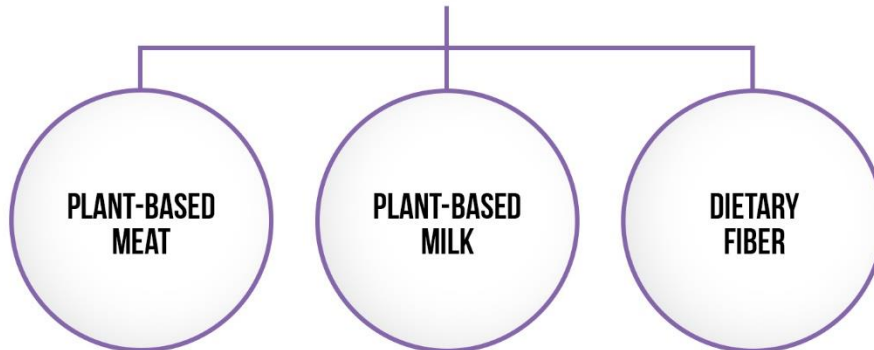 PLANT-BASED
MEAT
PLANT-BASED
MILK
DIETARY
FIBER